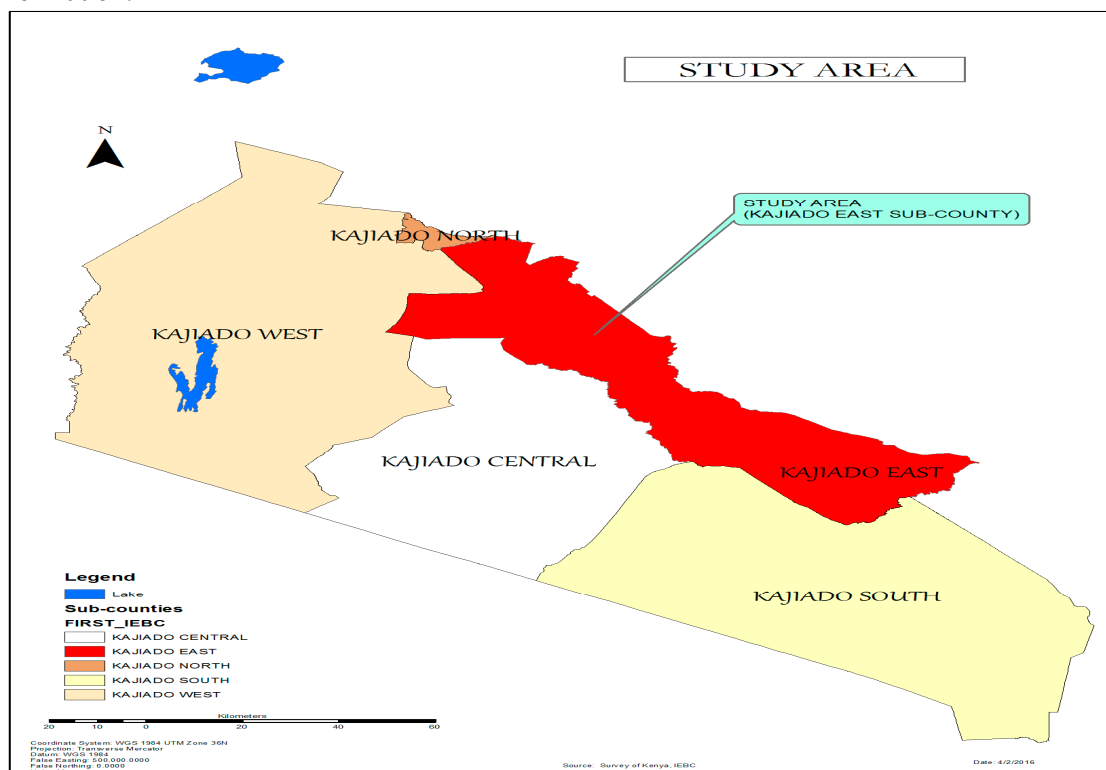 STUDY AREA
N
STUDY AREA
(KAJIADO EAST SUB-COUNTY)
KAJIADO NORTH
KAJIADO WEST
KAJIADO CENTRAL
KAJIADO EAST
KAJIADO SOUTH
Legend
Lake
Sub-counties
FIRST_IEBC
KAJIADO CENTRAL
KAJIADO EAST
KAJIADO NORTH
KAJIADO SOUTH
KAJIADO WEST
Kilometers
20 10 0 20 40 60
Coordinate System: WGS 1984 UTM Zone 36N
Projection: Transverse Mercator
Datum: WGS 1984
False Easting: 500,000.0000
False Northing: 0.0000
Source: Survey of Kenya, IEBC
Date: 4/2/2016